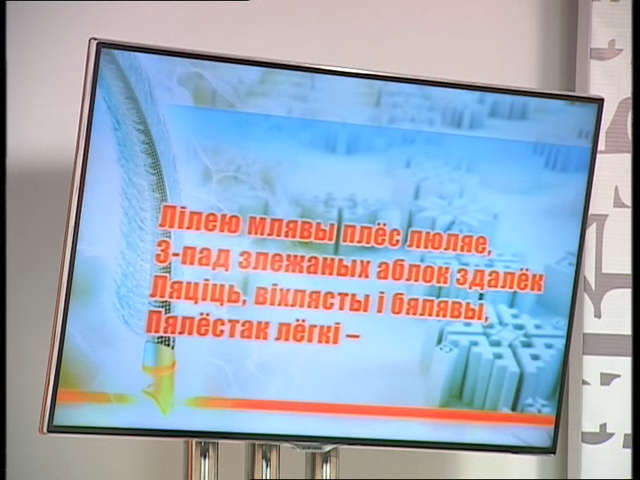 Лілею млявы плёс люляе,
З-пад злежаных аблок здалёк
Ляціць, віхлясты і бялявы,
Пялёстак лёгкі –